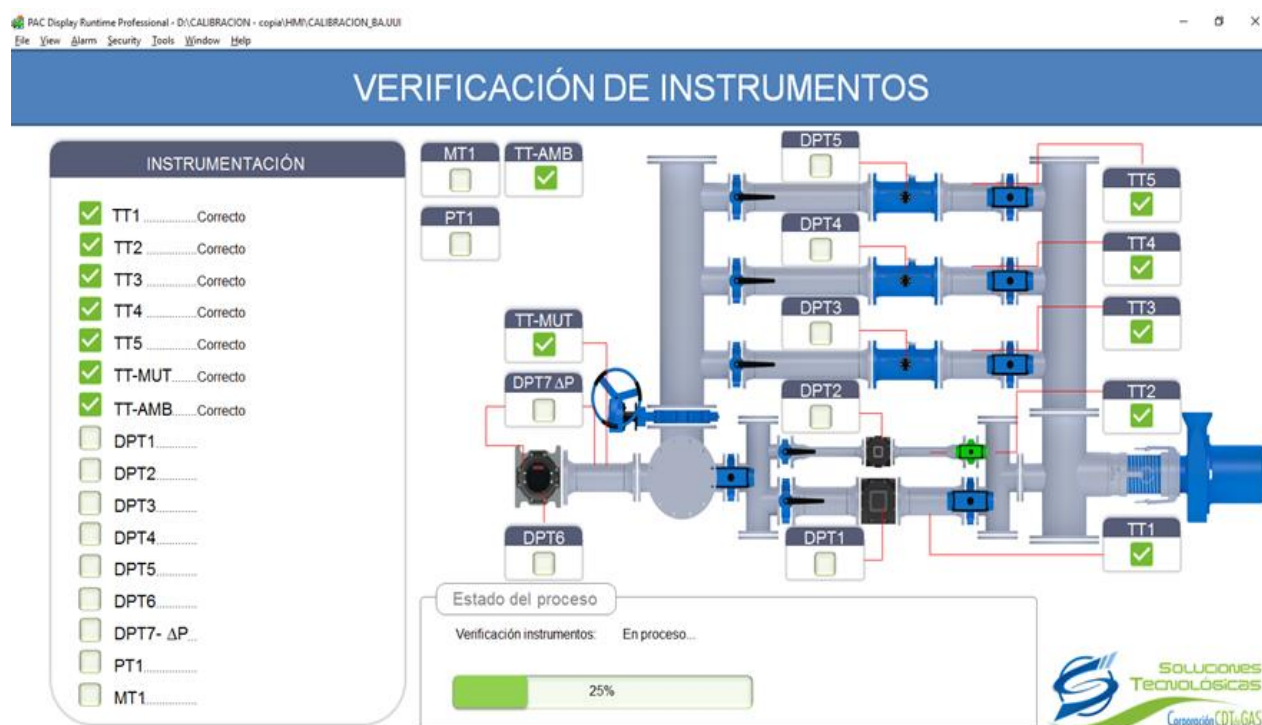 PAC Display Runtime Professional - D:\CALIBRACION - copia\HMI\CALIBRACION_BA.UUI
File View Alarm Security Tools Window Help
VERIFICACIÓN DE INSTRUMENTOS
INSTRUMENTACIÓN
TT1...............Correcto
TT2...............Correcto
TT3...............Correcto
TT4...............Correcto
TT5...............Correcto
TT-MUT.......Correcto
TT-AMB.......Correcto
DPT1............
DPT2............
DPT3............
DPT4............
DPT5............
DPT6............
DPT7- ΔP...
PT1...............
MT1...............
MT1
TT-AMB
PT1
TT-MUT
DPT7 ΔP
DPT6
DPT5
DPT4
DPT3
DPT2
DPT1
TT5
TT4
TT3
TT2
TT1
Estado del proceso
Verificación instrumentos: En proceso...
25%
Soluciones
Tecnológicas
Corporación CDT de GAS